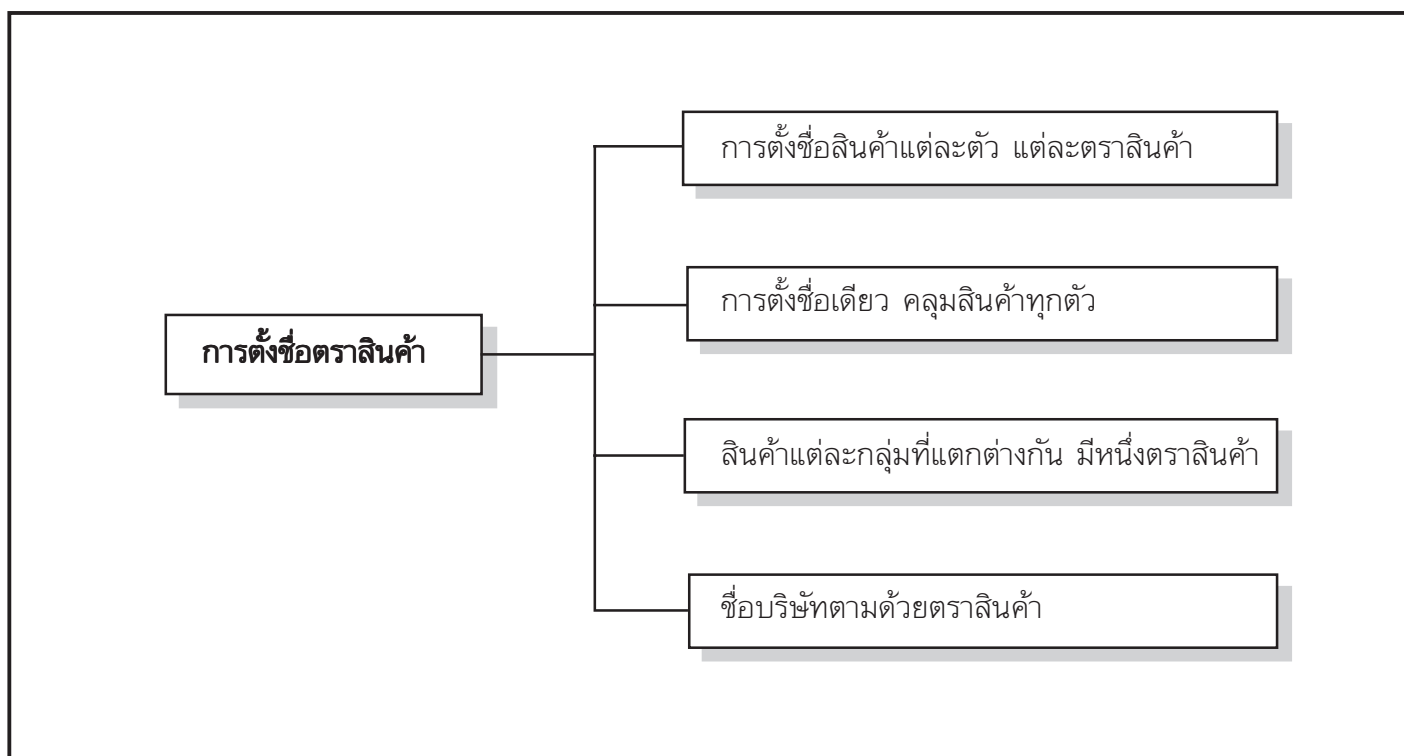 การตั้งชื่อสินค้าแต่ละตัว แต่ละตราสินค้า
การตั้งชื่อเดียว คลุมสินค้าทุกตัว
การตั้งชื่อตราสินค้า
สินค้าแต่ละกลุ่มที่แตกต่างกัน มีหนึ่งตราสินค้า
ชื่อบริษัทตามด้วยตราสินค้า